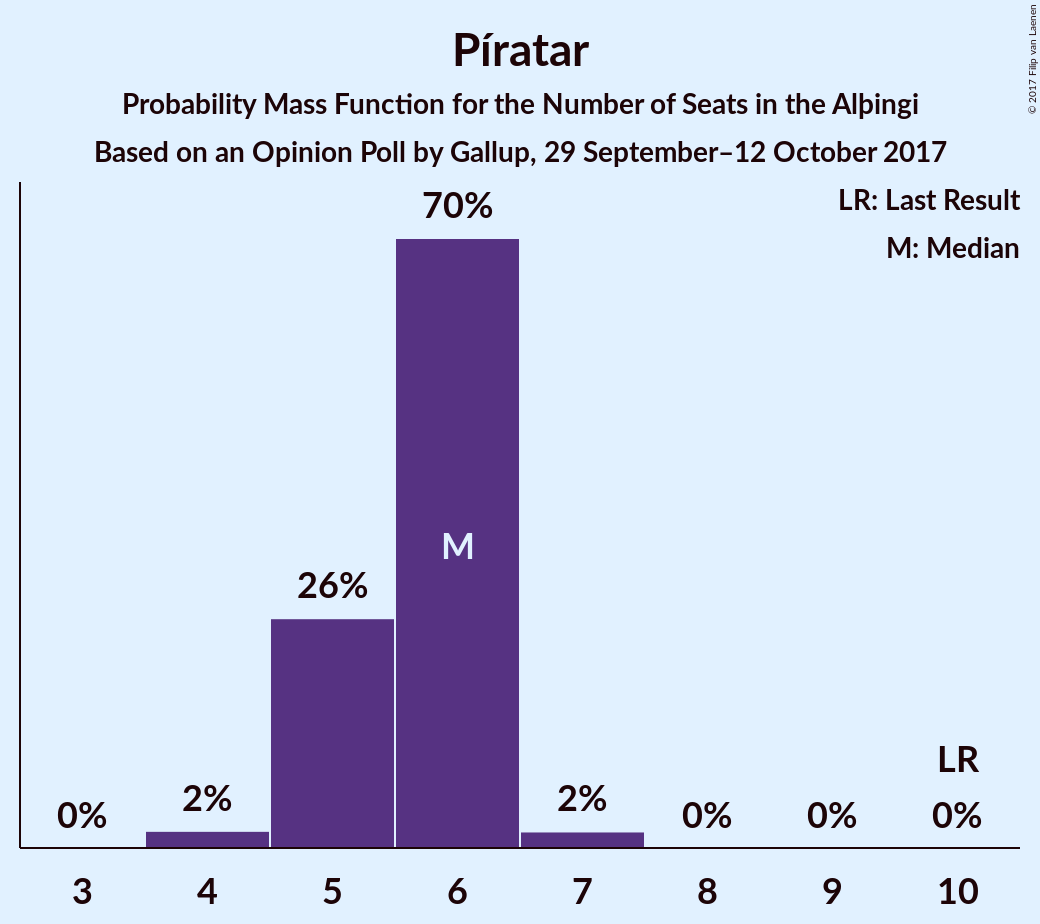 Píratar
Probability Mass Function for the Number of Seats in the Alþingi
Based on an Opinion Poll by Gallup, 29 September–12 October 2017
© 2017 Filip van Laenen
LR: Last Result
M: Median
70%
M
26%
LR
0% 2% 2% 0% 0% 0%
3 4 5 6 7 8 9 10